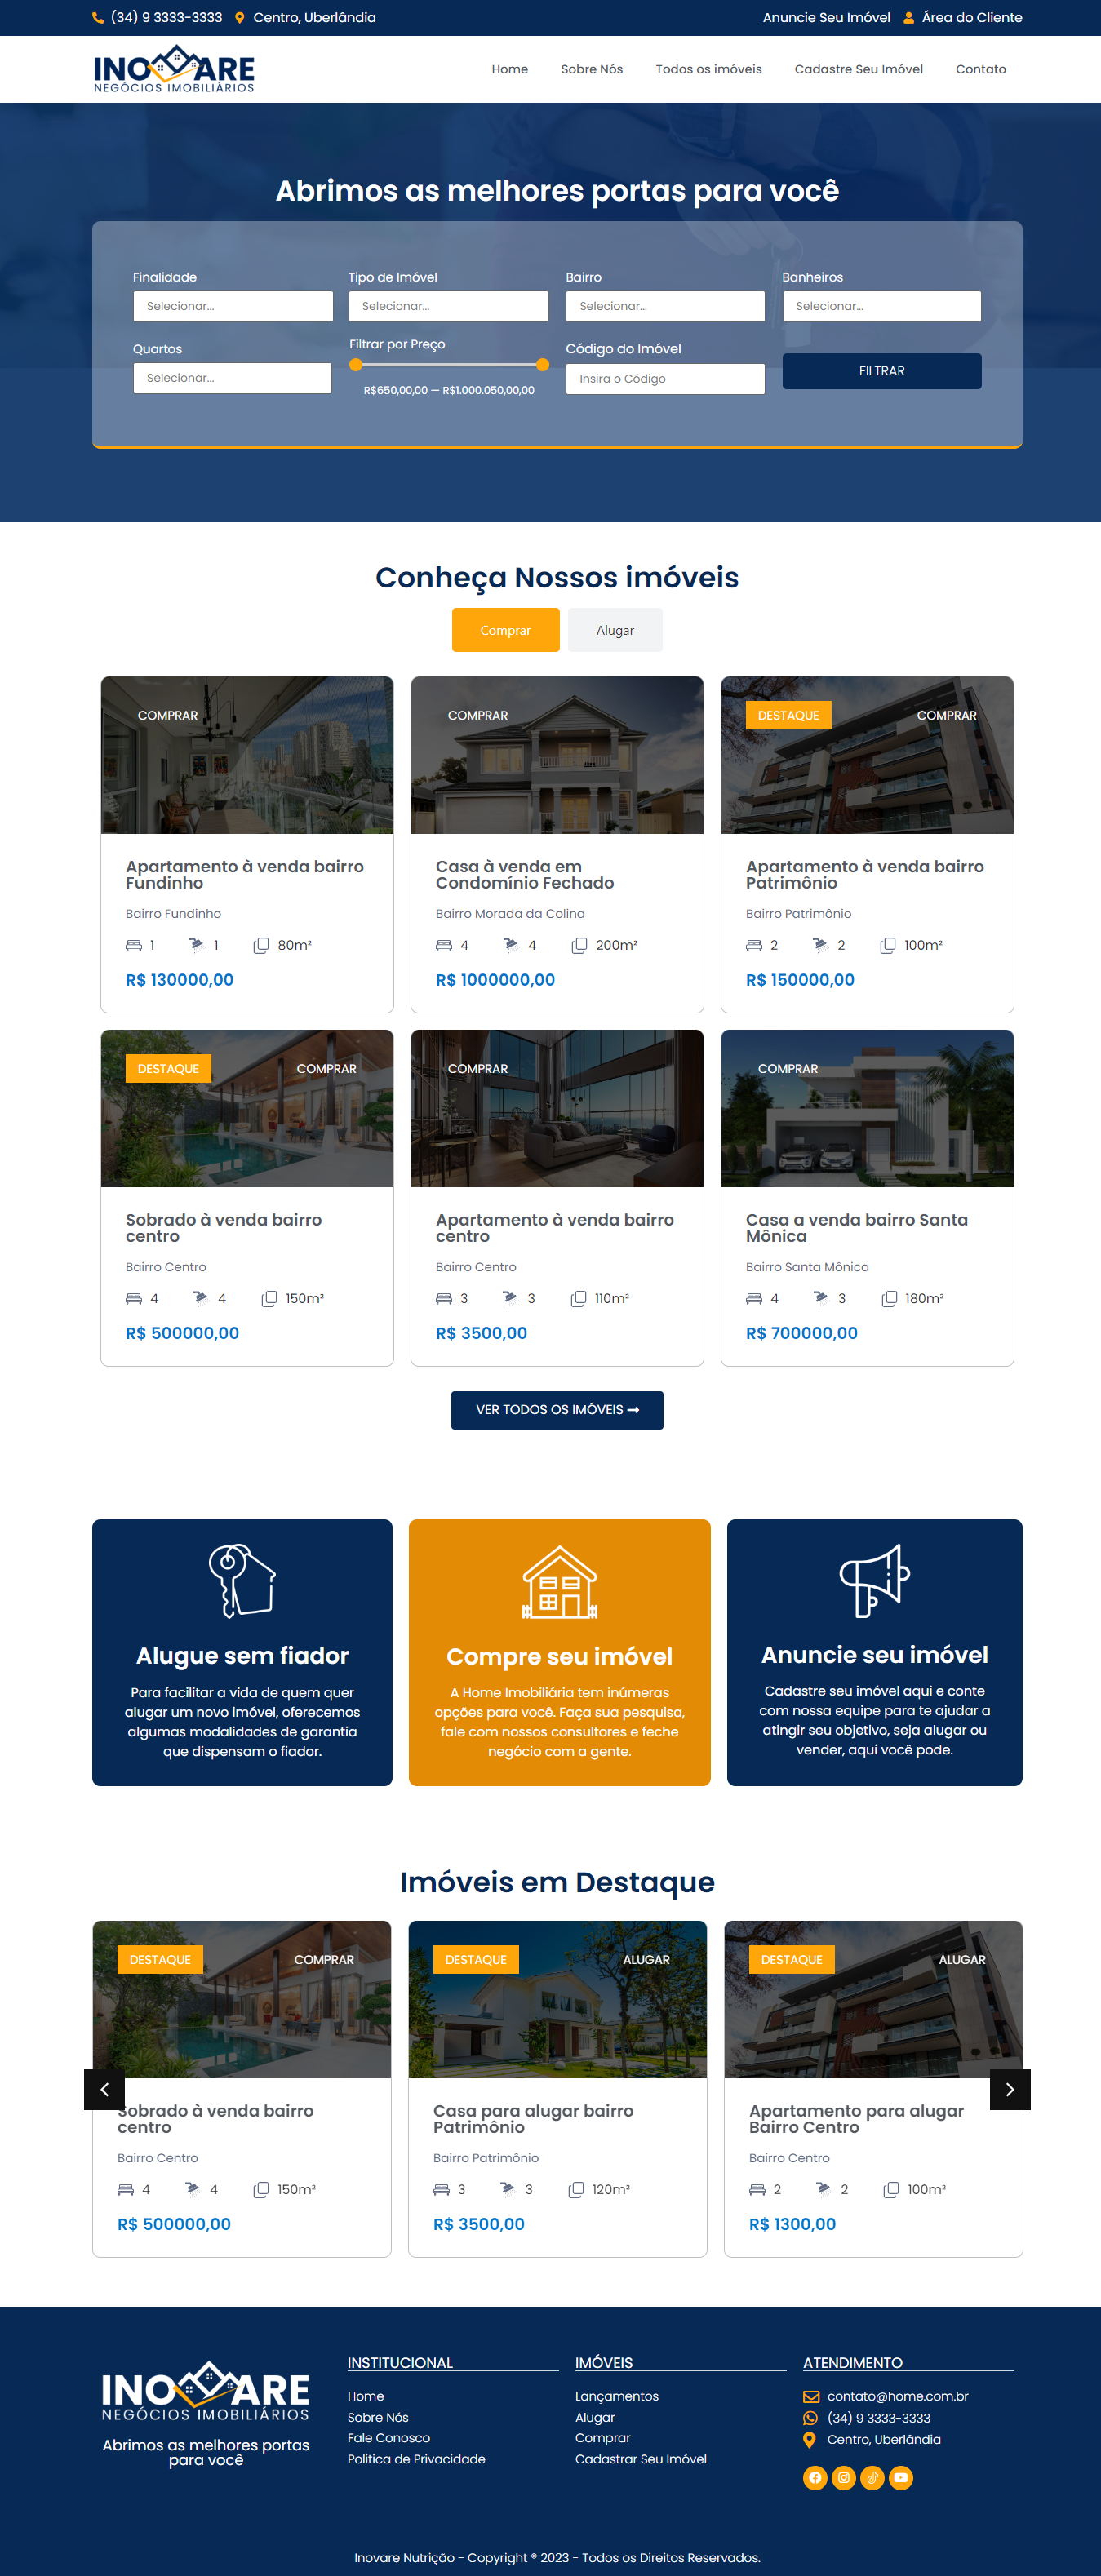 (34) 9 3333-3333 Centro, Uberlândia Anuncie Seu Imóvel Área do Cliente
INOVARE
NEGÓCIOS IMOBILIÁRIOS
Home Sobre Nós Todos os imóveis Cadastre Seu Imóvel Contato
Abrimos as melhores portas para você
Finalidade Tipo de Imóvel Bairro Banheiros
Selecionar... Selecionar... Selecionar... Selecionar...
Quartos Filtrar por Preço Código do Imóvel
Selecionar... Insira o Código FILTRAR
R$650,00,00 — R$1.000.050,00,00
Conheça Nossos imóveis
Comprar Alugar
COMPRAR COMPRAR DESTAQUE COMPRAR
Apartamento à venda bairro Casa à venda em Apartamento à venda bairro
Fundinho Condomínio Fechado Patrimônio
Bairro Fundinho Bairro Morada da Colina Bairro Patrimônio
1 1 80m² 4 4 200m² 2 2 100m²
R$ 130000,00 R$ 1000000,00 R$ 150000,00
DESTAQUE COMPRAR COMPRAR COMPRAR
Sobrado à venda bairro Apartamento à venda bairro Casa a venda bairro Santa
centro centro Mônica
Bairro Centro Bairro Centro Bairro Santa Mônica
4 4 150m² 3 3 110m² 4 3 180m²
R$ 500000,00 R$ 3500,00 R$ 700000,00
VER TODOS OS IMÓVEIS
Alugue sem fiador
Para facilitar a vida de quem quer
alugar um novo imóvel, oferecemos
algumas modalidades de garantia
que dispensam o fiador.
Compre seu imóvel
A Home Imobiliária tem inúmeras
opções para você. Faça sua pesquisa,
fale com nossos consultores e feche
negócio com a gente.
Anuncie seu imóvel
Cadastre seu imóvel aqui e conte
com nossa equipe para te ajudar a
atingir seu objetivo, seja alugar ou
vender, aqui você pode.
Imóveis em Destaque
DESTAQUE COMPRAR DESTAQUE ALUGAR DESTAQUE ALUGAR
Sobrado à venda bairro Casa para alugar bairro Apartamento para alugar
centro Patrimônio Bairro Centro
Bairro Centro Bairro Patrimônio Bairro Centro
4 4 150m² 3 3 120m² 2 2 100m²
R$ 500000,00 R$ 3500,00 R$ 1300,00
INOVARE
NEGÓCIOS IMOBILIÁRIOS
Abrimos as melhores portas
para você
INSTITUCIONAL
Home
Sobre Nós
Fale Conosco
Politica de Privacidade
IMÓVEIS
Lançamentos
Alugar
Comprar
Cadastrar Seu Imóvel
ATENDIMENTO
contato@home.com.br
(34) 9 3333-3333
Centro, Uberlândia
Inovare Nutrição - Copyright ® 2023 - Todos os Direitos Reservados.